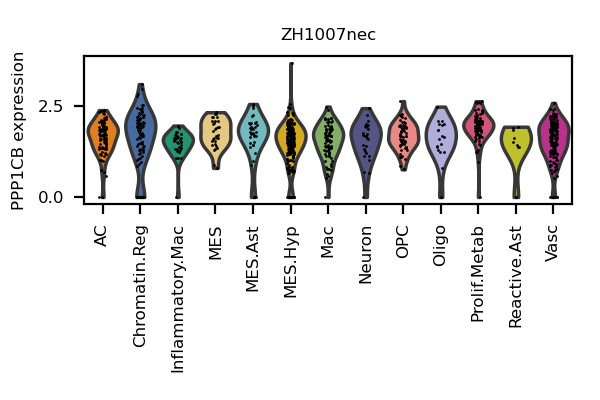 ZH1007nec
PPP1CB expression
2.5
0.0
AC
Chromatin.Reg
Inflammatory.Mac
MES
MES.Ast
MES.Hyp
Mac
Neuron
OPC
Oligo
Prolif.Metab
Reactive.Ast
Vasc